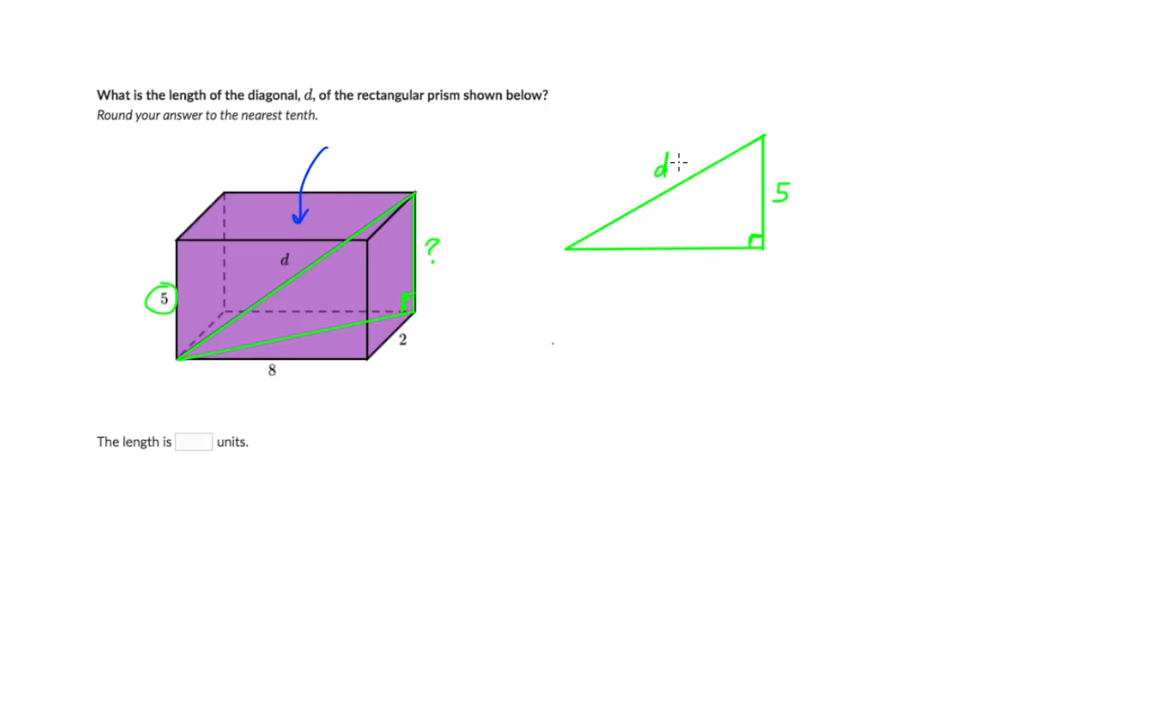 What is the length of the diagonal, d, of the rectangular prism shown below?
Round your answer to the nearest tenth.
d
5
?
5
d
2
8
The length is
units.